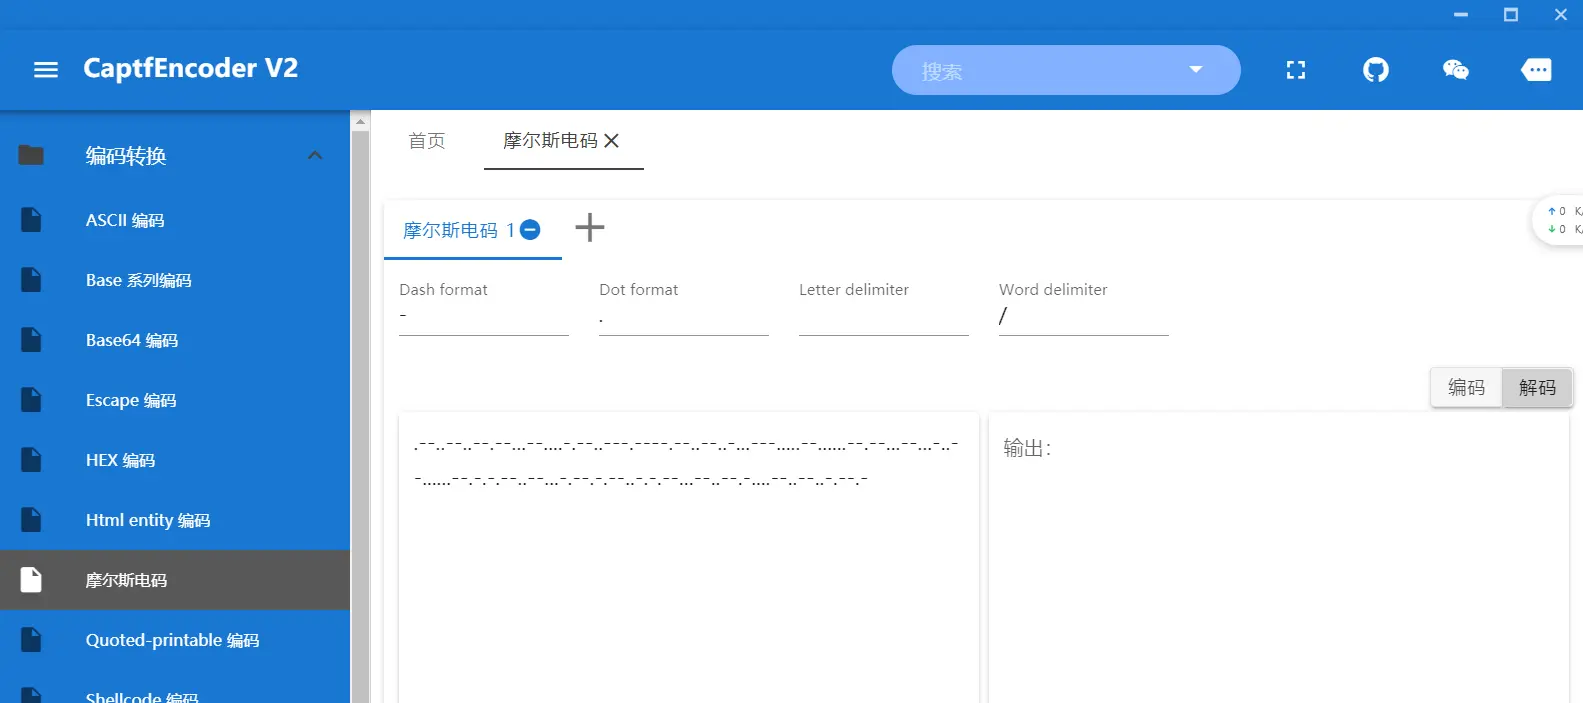 CaptfEncoder V2
搜索
编码转换
ASCII 编码
Base 系列编码
Base64 编码
Escape 编码
HEX 编码
Html entity 编码
摩尔斯电码
Quoted-printable 编码
Shellcode 编码
首页 摩尔斯电码
摩尔斯电码 1
↑ 0 K/
↓ 0 K/
Dash format Dot format Letter delimiter Word delimiter
- . /
编码 解码
.--..--..--.--...--....-.--..---.----.--..--..-...---.....--......--.--...--...-..-
-......--.-.-.--..--...-.--.-.--..-.-.--...--..--.-....--..--..-.--.-
输出: